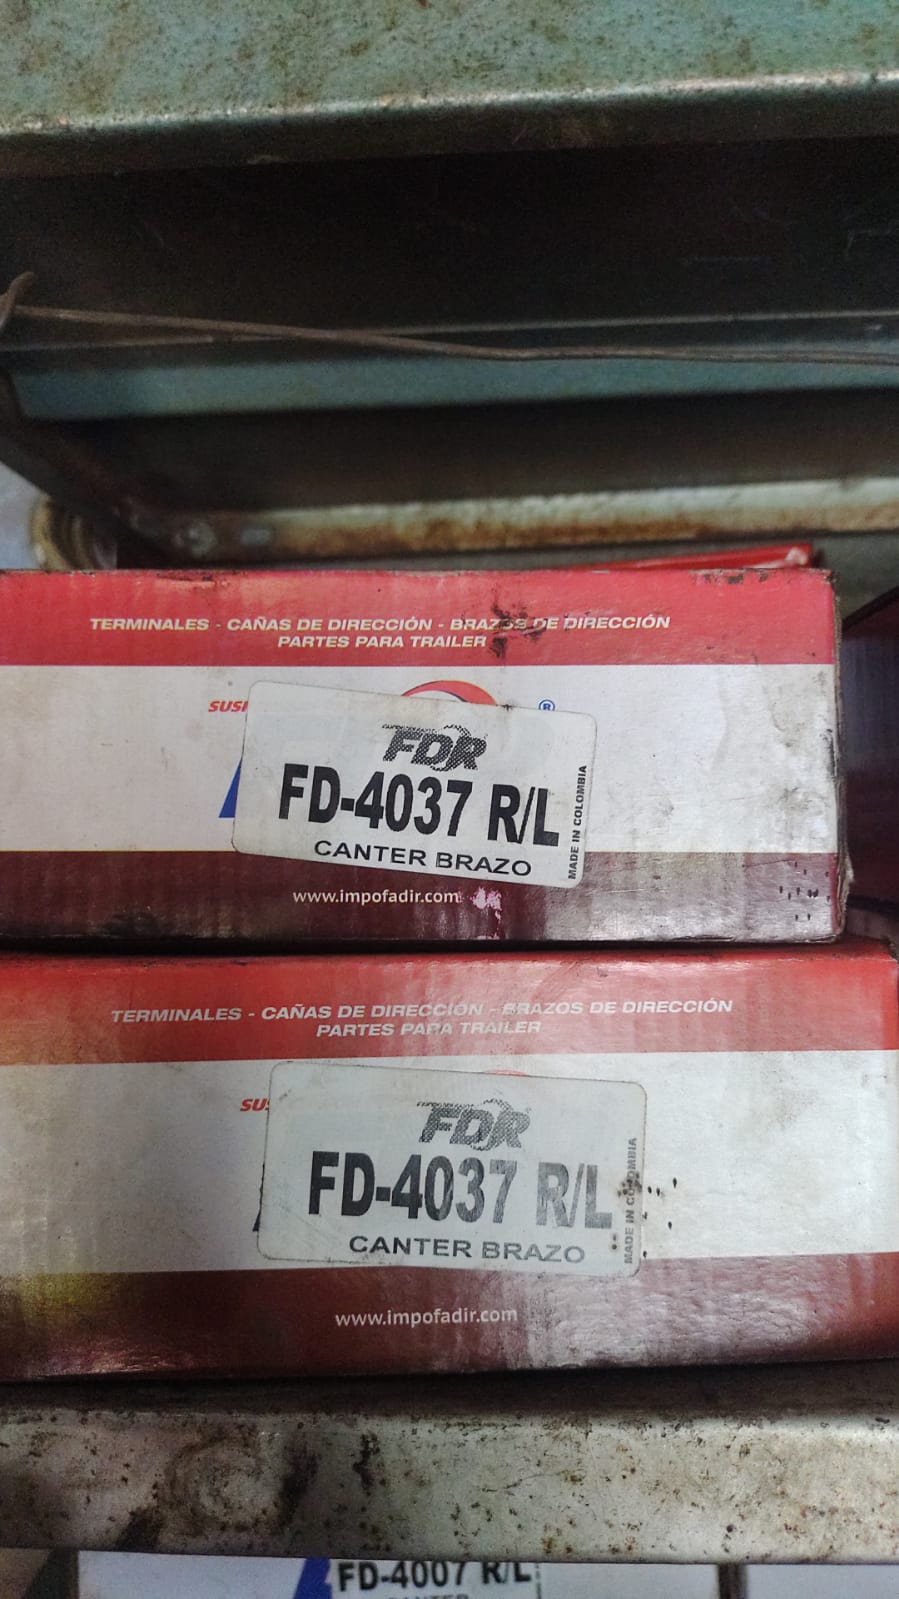 TERMINALES - CAÑAS DE DIRECCIÓN - BRAZOS DE DIRECCIÓN
PARTES PARA TRAILER
®
FDR
FD-4037 R/L
CANTER BRAZO
MADE IN COLOMBIA
www.impofadir.com
TERMINALES - CAÑAS DE DIRECCIÓN - BRAZOS DE DIRECCIÓN
PARTES PARA TRAILER
FDR
FD-4037 R/L
CANTER BRAZO
MADE IN COLOMBIA
www.impofadir.com
FD-4007 R/L